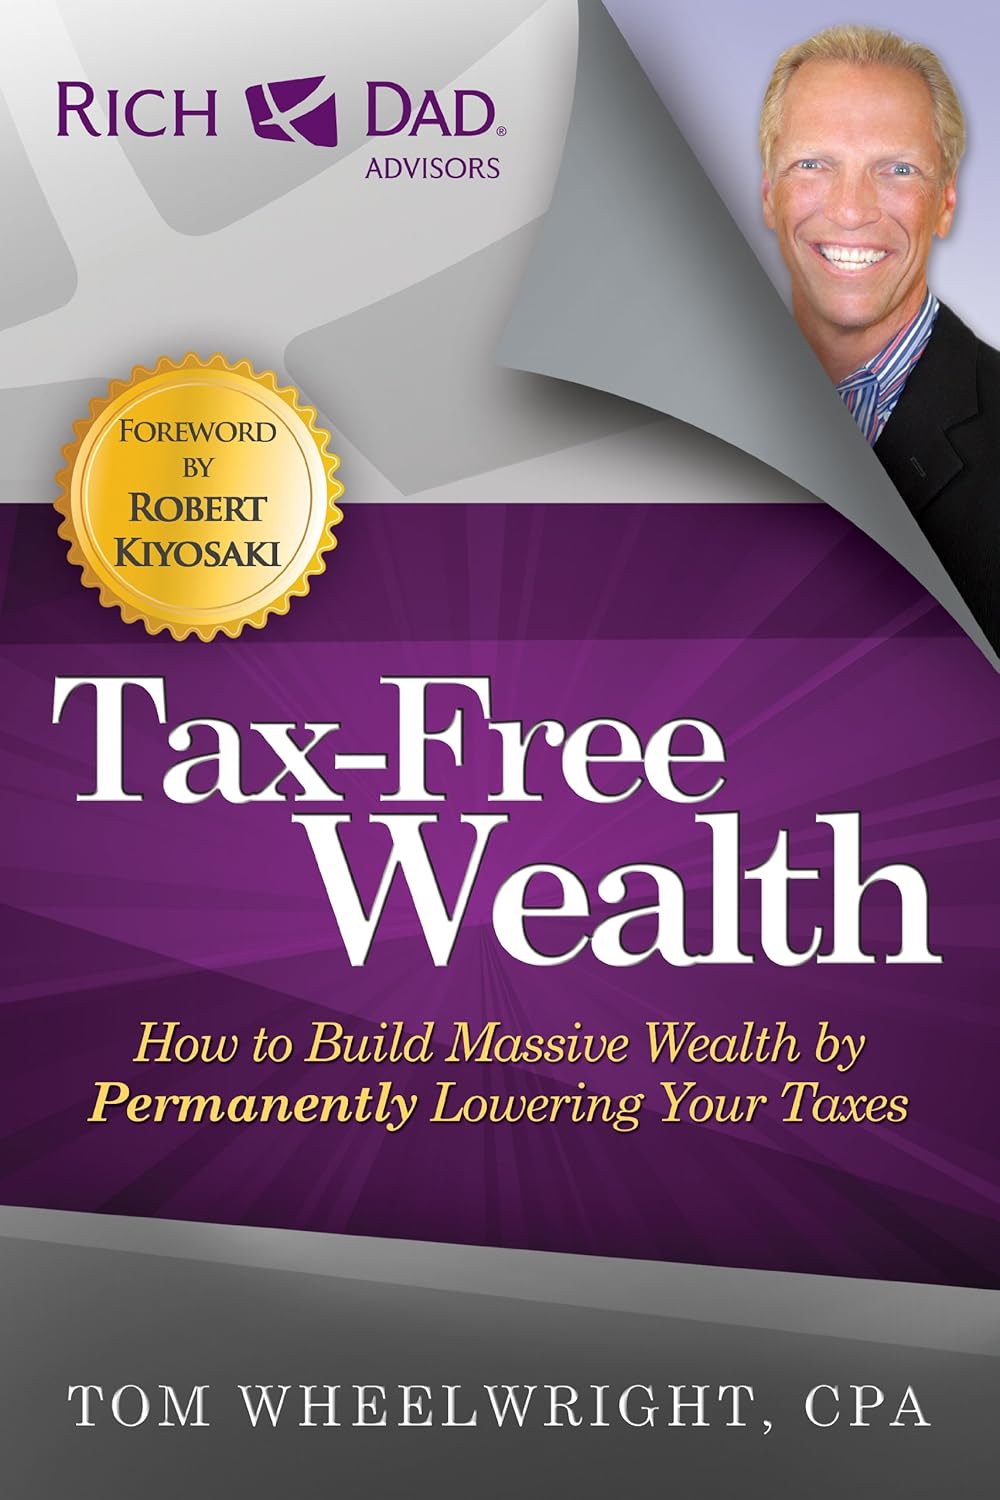 RICH DAD®
ADVISORS
FOREWORD
BY
ROBERT
KIYOSAKI
Tax-Free
Wealth
How to Build Massive Wealth by
Permanently Lowering Your Taxes
TOM WHEELWRIGHT, CPA